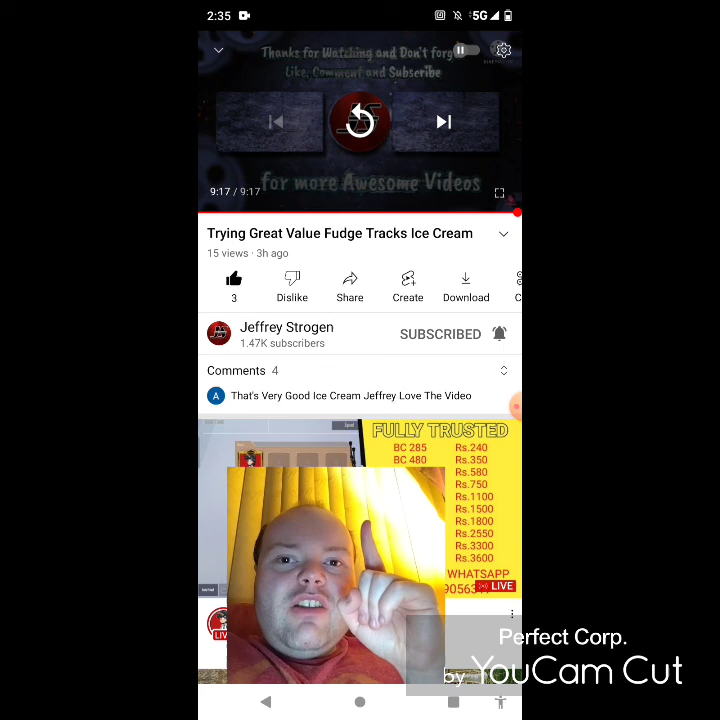 2:35
5G
Thanks for Watching and Don't forg
Like, Comment and Subscribe
for more Awesome Videos
9:17 / 9:17
Trying Great Value Fudge Tracks Ice Cream
15 views · 3h ago
3
Dislike
Share
Create
Download
C
Jeffrey Strogen
1.47K subscribers
SUBSCRIBED
Comments 4
A
That's Very Good Ice Cream Jeffrey Love The Video
FULLY TRUSTED
BC 285 Rs.240
BC 480 Rs.350
Rs.580
Rs.750
Rs.1100
Rs.1500
Rs.1800
Rs.2550
Rs.3300
Rs.3600
WHATSAPP
9056
LIVE
LIV
Perfect Corp.
by YouCam Cut